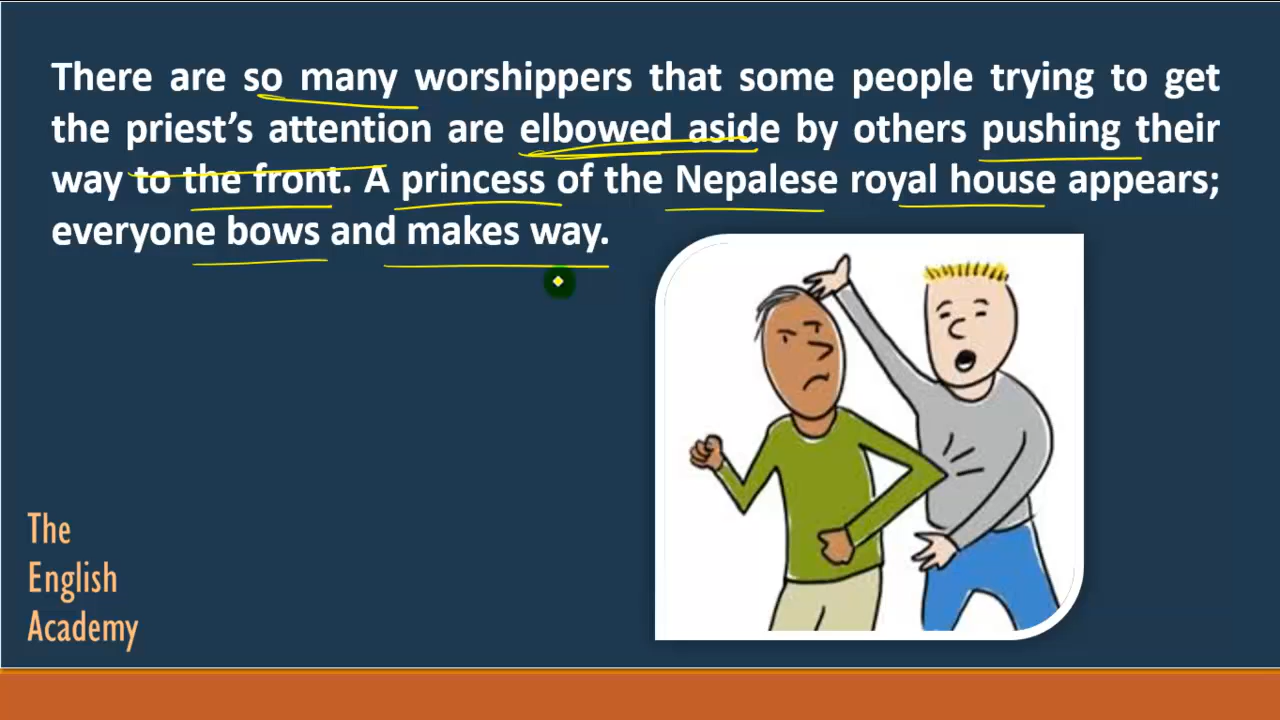 There are so many worshippers that some people trying to get
the priest’s attention are elbowed aside by others pushing their
way to the front. A princess of the Nepalese royal house appears;
everyone bows and makes way.
The
English
Academy